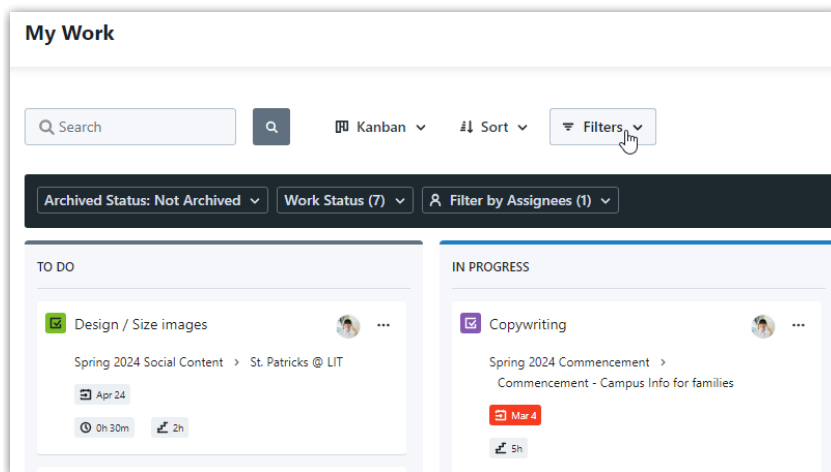 My Work
Search
Kanban
Sort
Filters
Archived Status: Not Archived
Work Status (7)
Filter by Assignees (1)
TO DO
Design / Size images
Spring 2024 Social Content > St. Patricks @ LIT
Apr 24
0h 30m
2h
IN PROGRESS
Copywriting
Spring 2024 Commencement >
Commencement - Campus Info for families
Mar 4
5h